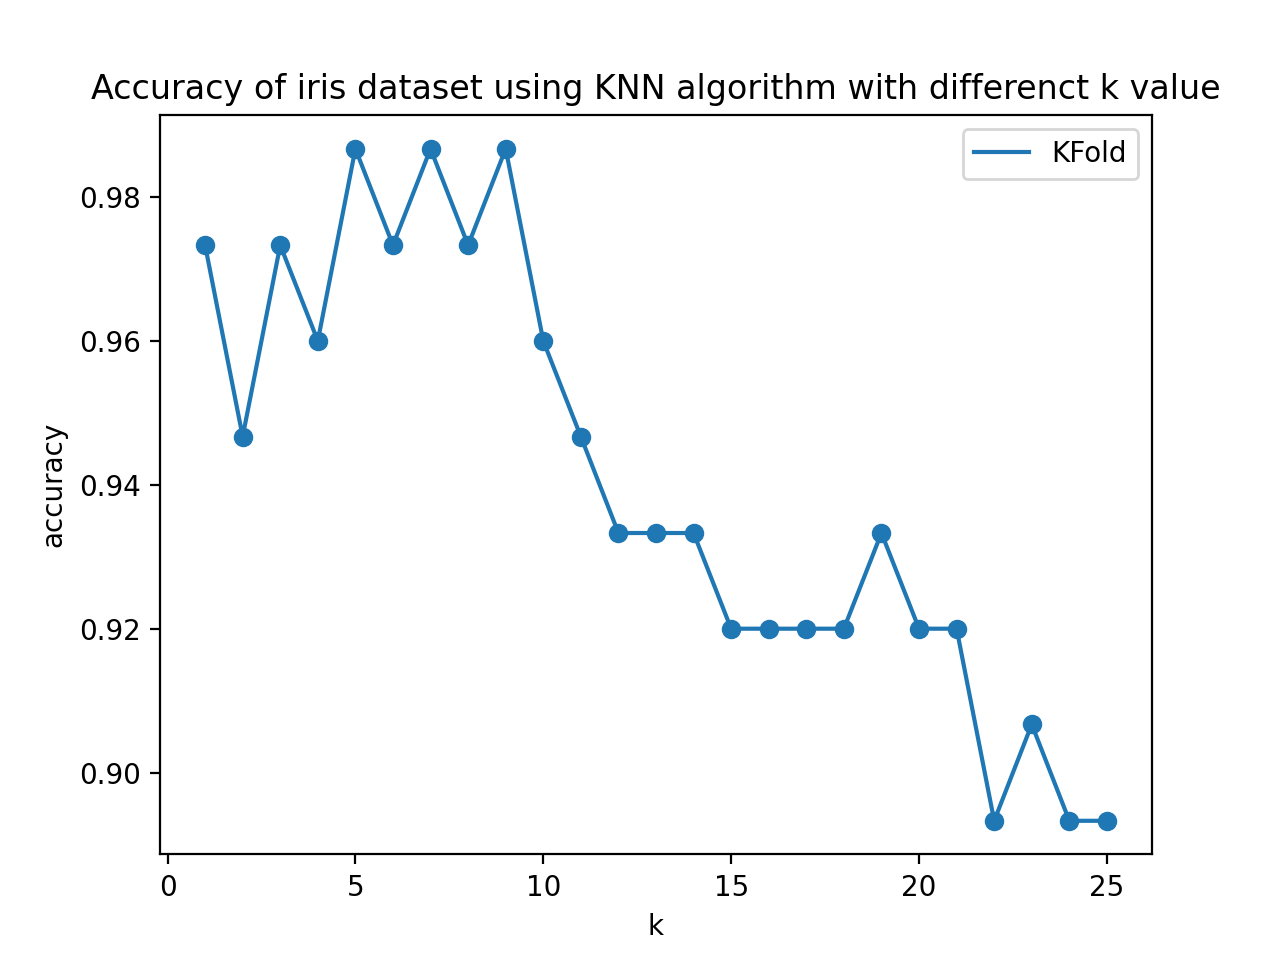 Accuracy of iris dataset using KNN algorithm with differenct k value
KFold
0.98
0.96
0.94
0.92
0.90
accuracy
0 5 10 15 20 25
k